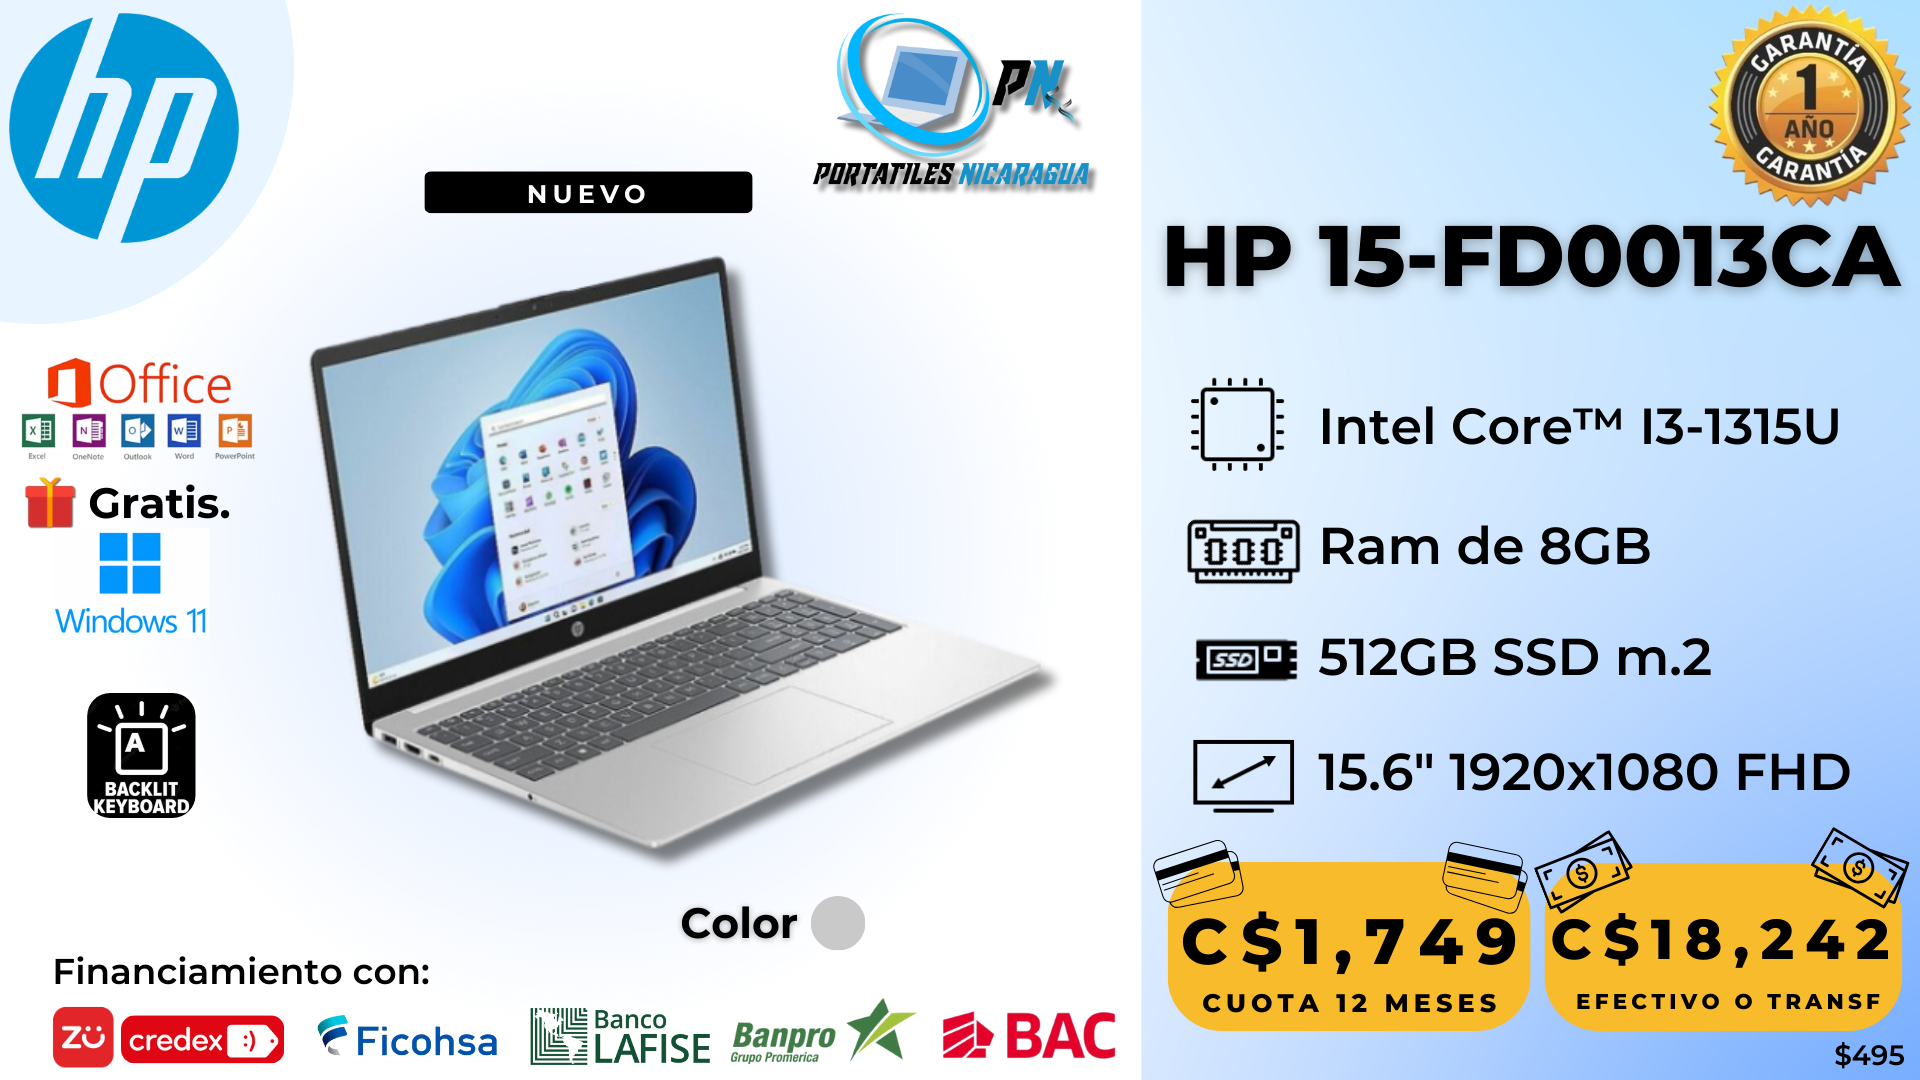 hp
PN
PORTATILES NICARAGUA
NUEVO
Office
Excel
OneNote
Outlook
Word
PowerPoint
Gratis.
Windows 11
A
BACKLIT
KEYBOARD
Color
Financiamiento con:
zū
credex :)
Ficohsa
Banco
LAFISE
Banpro
Grupo Promerica
BAC
GARANTÍA
1
AÑO
GARANTÍA
HP 15-FD0013CA
Intel Core™ I3-1315U
Ram de 8GB
SSD
512GB SSD m.2
15.6" 1920x1080 FHD
C$1,749
CUOTA 12 MESES
C$18,242
EFECTIVO O TRANSF
$495